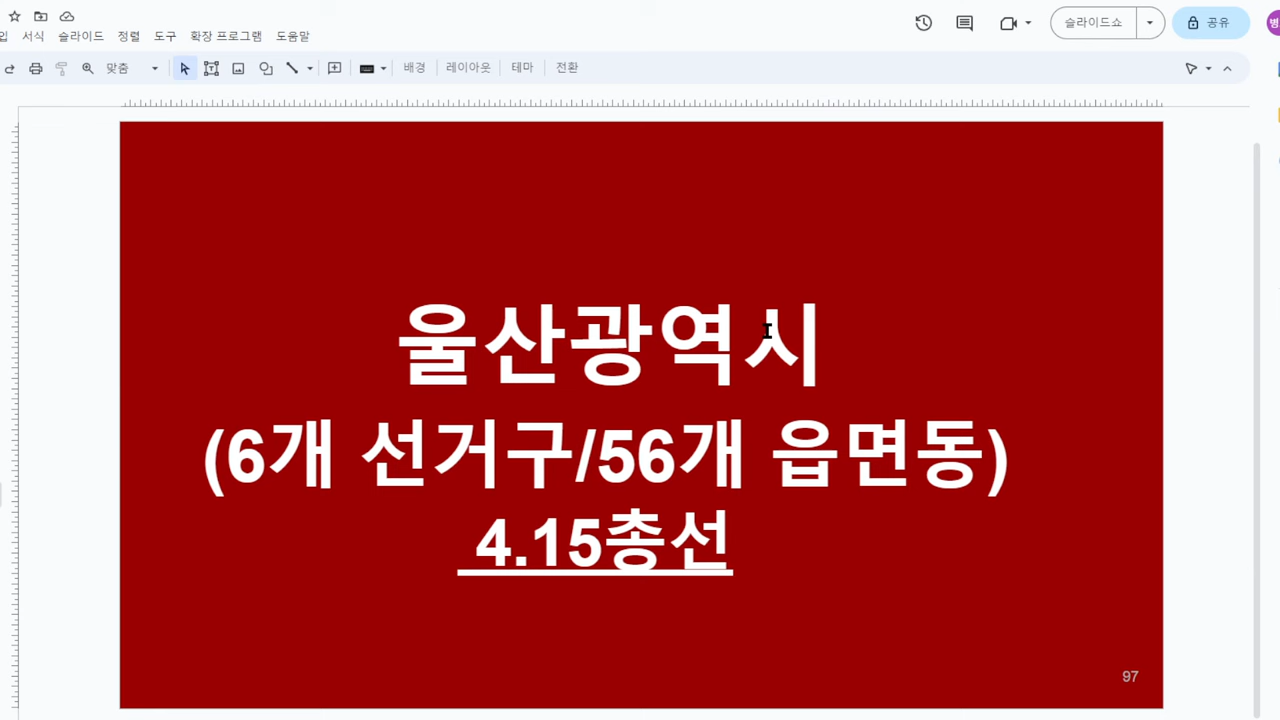 병
슬라이드쇼
공유
입 서식 슬라이드 정렬 도구 확장 프로그램 도움말
맞춤 배경 레이아웃 테마 전환
울산광역시
(6개 선거구/56개 읍면동)
4.15총선
97